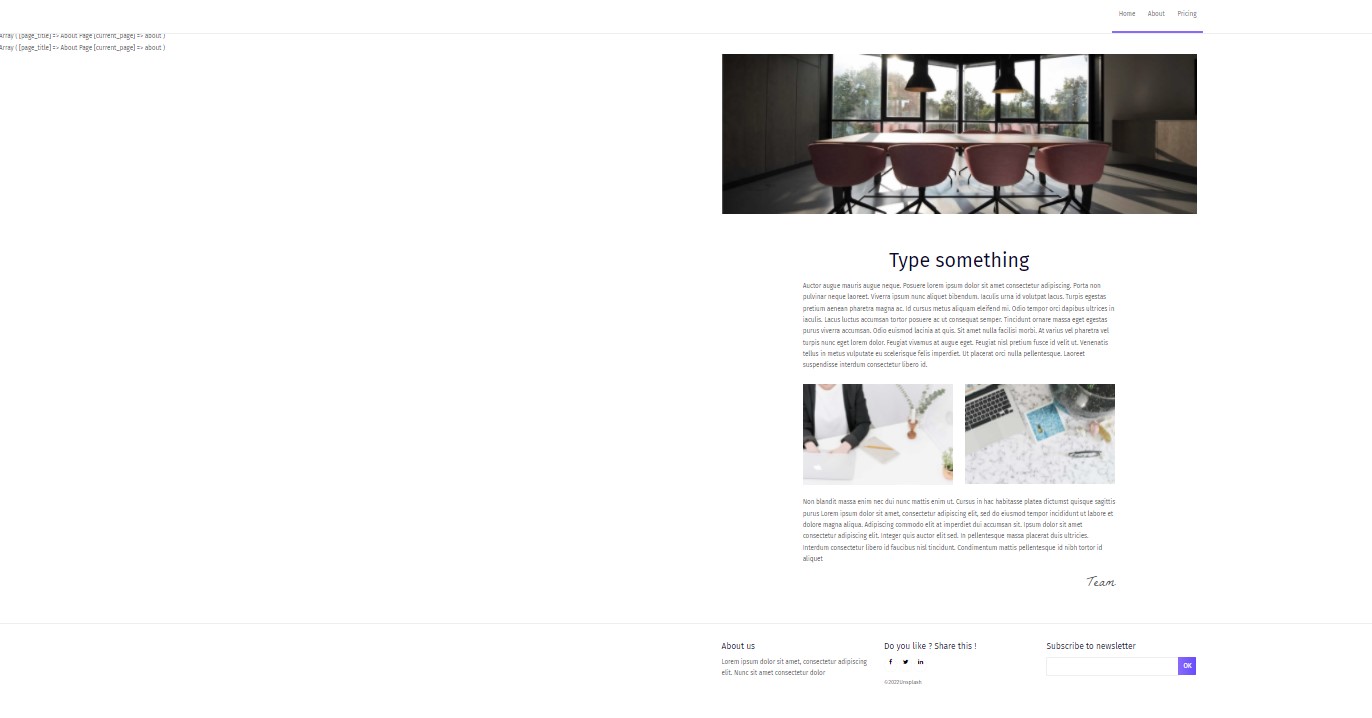 Home About Pricing
Array ( [page_title] => About Page [current_page] => about )
Array ( [page_title] => About Page [current_page] => about )
Type something
Auctor augue mauris augue neque. Posuere lorem ipsum dolor sit amet consectetur adipiscing. Porta non
pulvinar neque laoreet. Viverra ipsum nunc aliquet bibendum. Iaculis urna id volutpat lacus. Turpis egestas
pretium aenean pharetra magna ac. Id cursus metus aliquam eleifend mi. Odio tempor orci dapibus ultrices in
iaculis. Lacus luctus accumsan tortor posuere ac ut consequat semper. Tincidunt ornare massa eget egestas
purus viverra accumsan. Odio euismod lacinia at quis. Sit amet nulla facilisi morbi. At varius vel pharetra vel
turpis nunc eget lorem dolor. Feugiat vivamus at augue eget. Feugiat nisl pretium fusce id velit ut. Venenatis
tellus in metus vulputate eu scelerisque felis imperdiet. Ut placerat orci nulla pellentesque. Laoreet
suspendisse interdum consectetur libero id.
Non blandit massa enim nec dui nunc mattis enim ut. Cursus in hac habitasse platea dictumst quisque sagittis
purus Lorem ipsum dolor sit amet, consectetur adipiscing elit, sed do eiusmod tempor incididunt ut labore et
dolore magna aliqua. Adipiscing commodo elit at imperdiet dui accumsan sit. Ipsum dolor sit amet
consectetur adipiscing elit. Integer quis auctor elit sed. In pellentesque massa placerat duis ultricies.
Interdum consectetur libero id faucibus nisl tincidunt. Condimentum mattis pellentesque id nibh tortor id
aliquet
Team
About us
Lorem ipsum dolor sit amet, consectetur adipiscing
elit. Nunc sit amet consectetur dolor
Do you like ? Share this !
©2022Unsplash
Subscribe to newsletter
OK